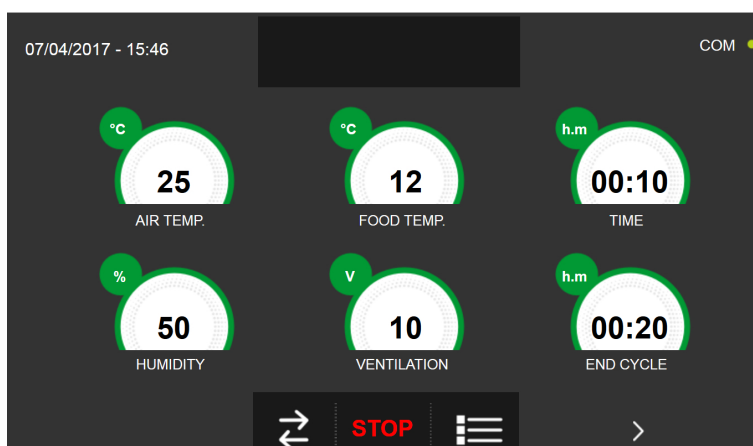 07/04/2017 - 15:46
COM
°C
25
AIR TEMP.
°C
12
FOOD TEMP.
h.m
00:10
TIME
%
50
HUMIDITY
V
10
VENTILATION
h.m
00:20
END CYCLE
STOP